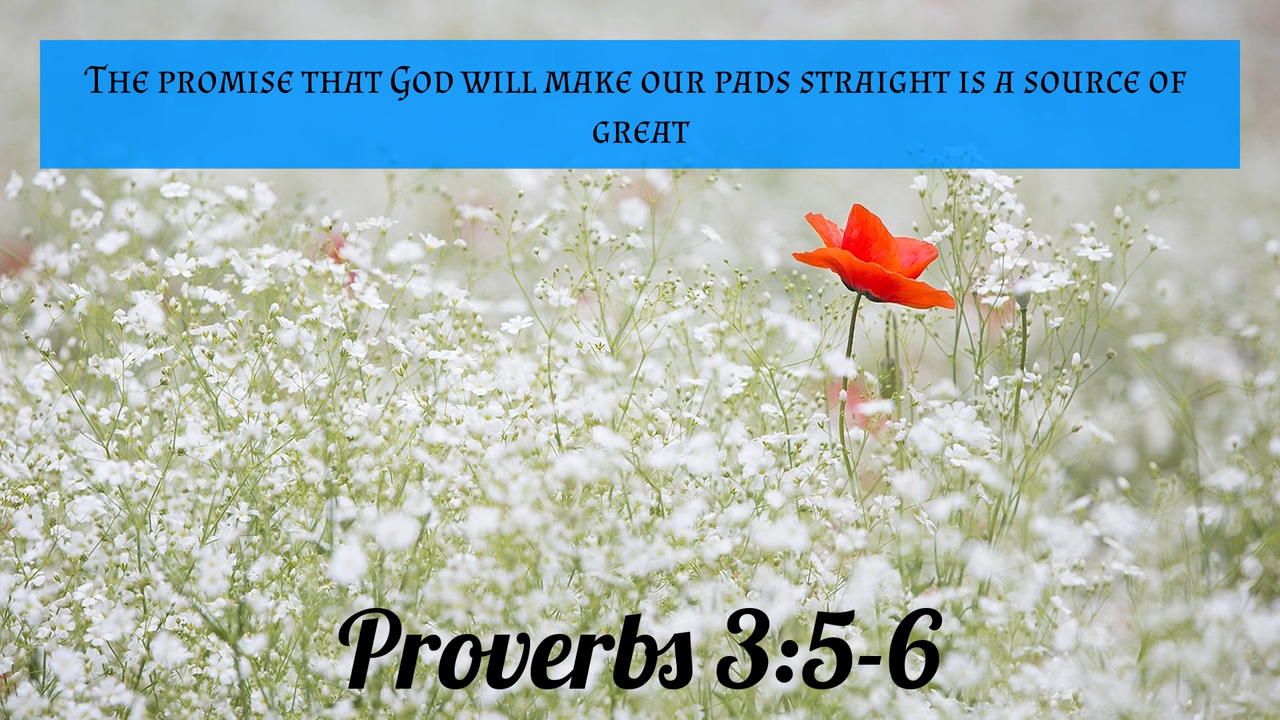 The promise that God will make our pads straight is a source of
great
Proverbs 3:5-6